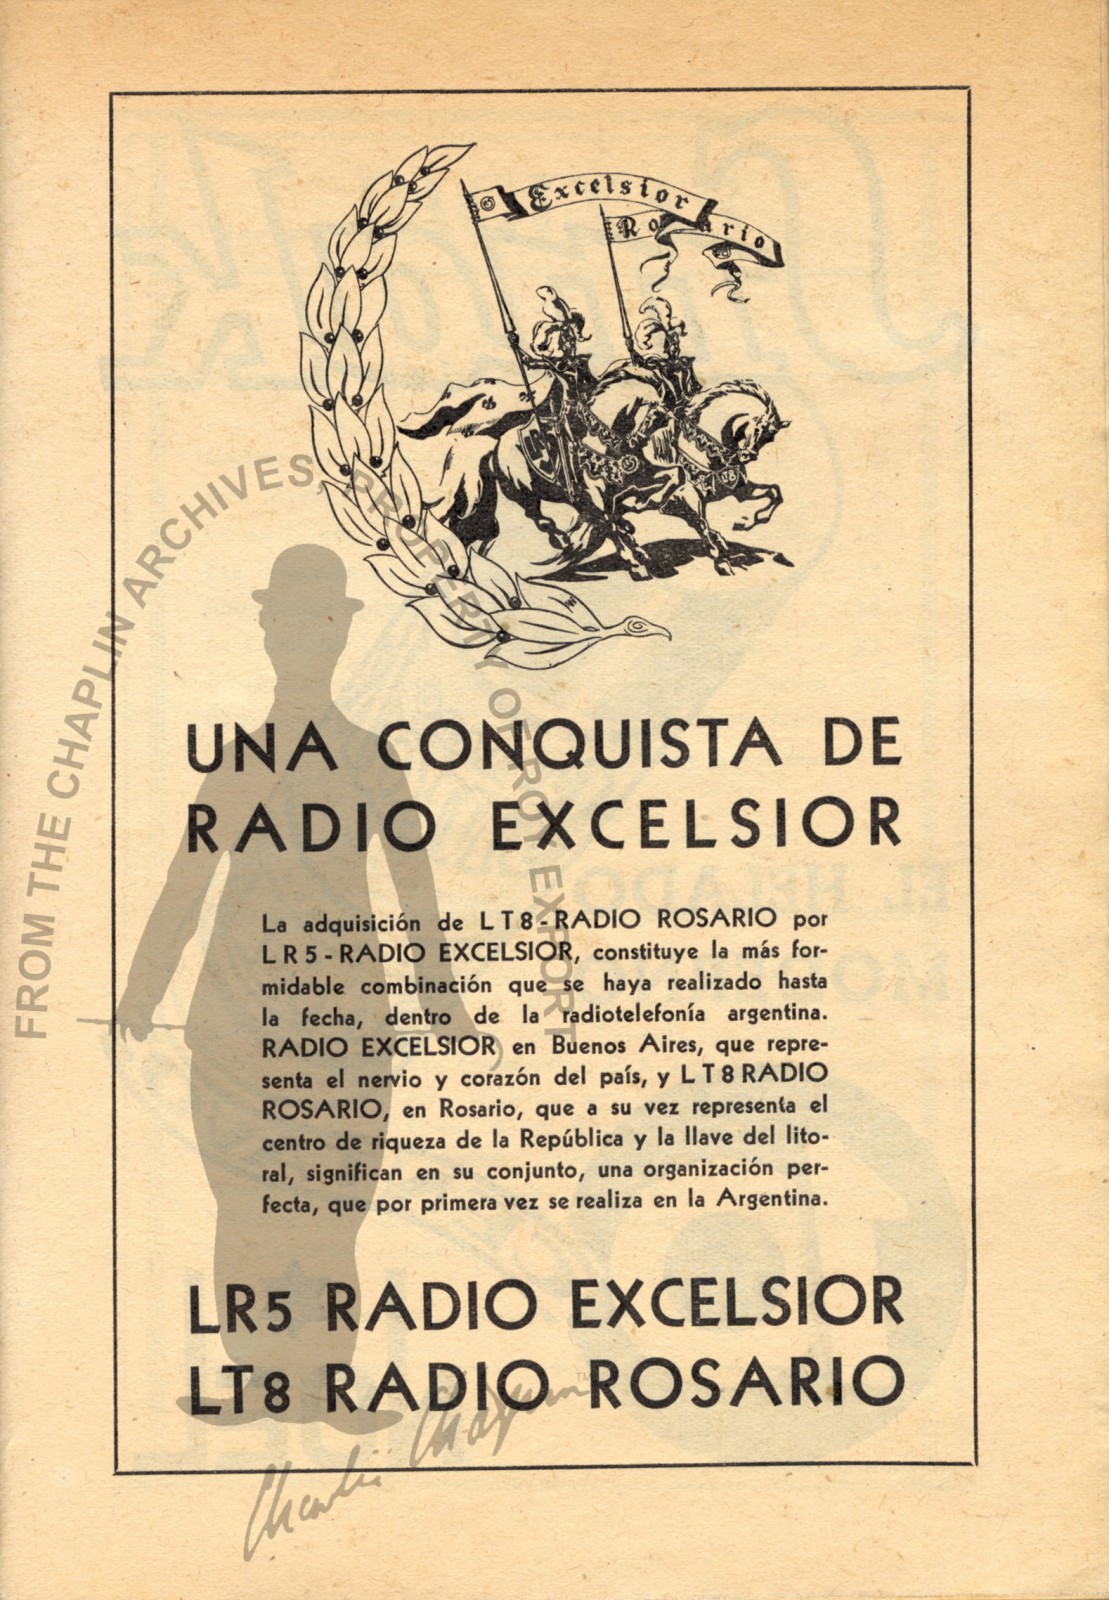 Excelsior
Rosario
LR5
UNA CONQUISTA DE
RADIO EXCELSIOR
La adquisición de LT8-RADIO ROSARIO por
LR5-RADIO EXCELSIOR, constituye la más for-
midable combinación que se haya realizado hasta
la fecha, dentro de la radiotelefonía argentina.
RADIO EXCELSIOR en Buenos Aires, que repre-
senta el nervio y corazón del país, y LT8 RADIO
ROSARIO, en Rosario, que a su vez representa el
centro de riqueza de la República y la llave del lito-
ral, significan en su conjunto, una organización per-
fecta, que por primera vez se realiza en la Argentina.
LR5 RADIO EXCELSIOR
LT8 RADIO ROSARIO
FROM THE CHAPLIN ARCHIVES, PROPERTY OF ROY EXPORT
Charlie Chaplin TM